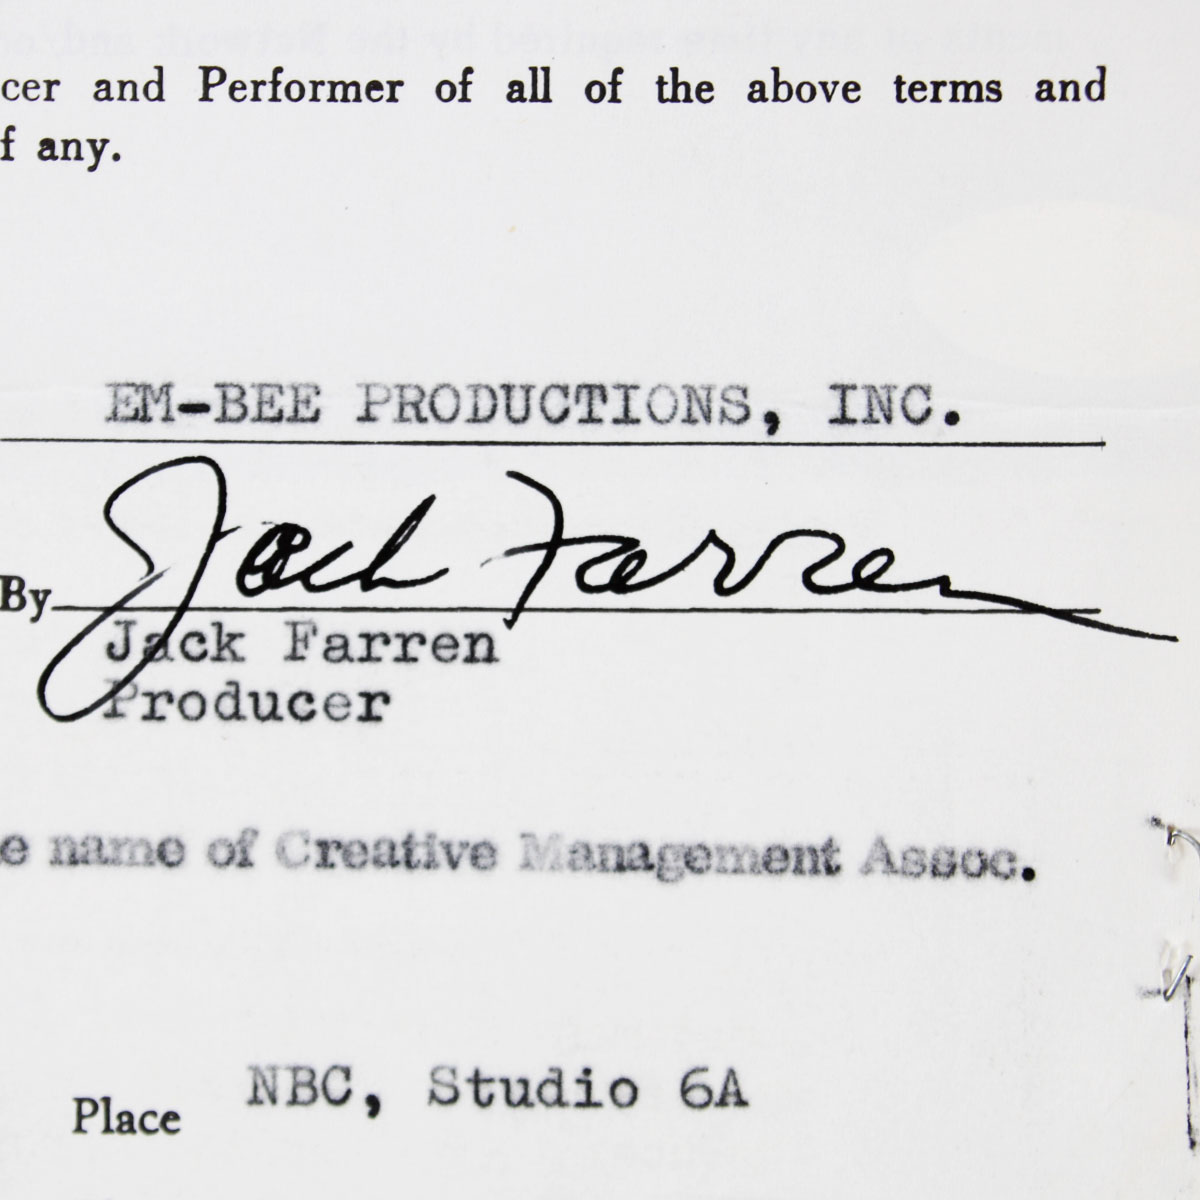 cer and Performer of all of the above terms and
f any.
EM-BEE PRODUCTIONS, INC.
By Jack Farren
Jack Farren
Producer
e name of Creative Management Assoc.
Place NBC, Studio 6A